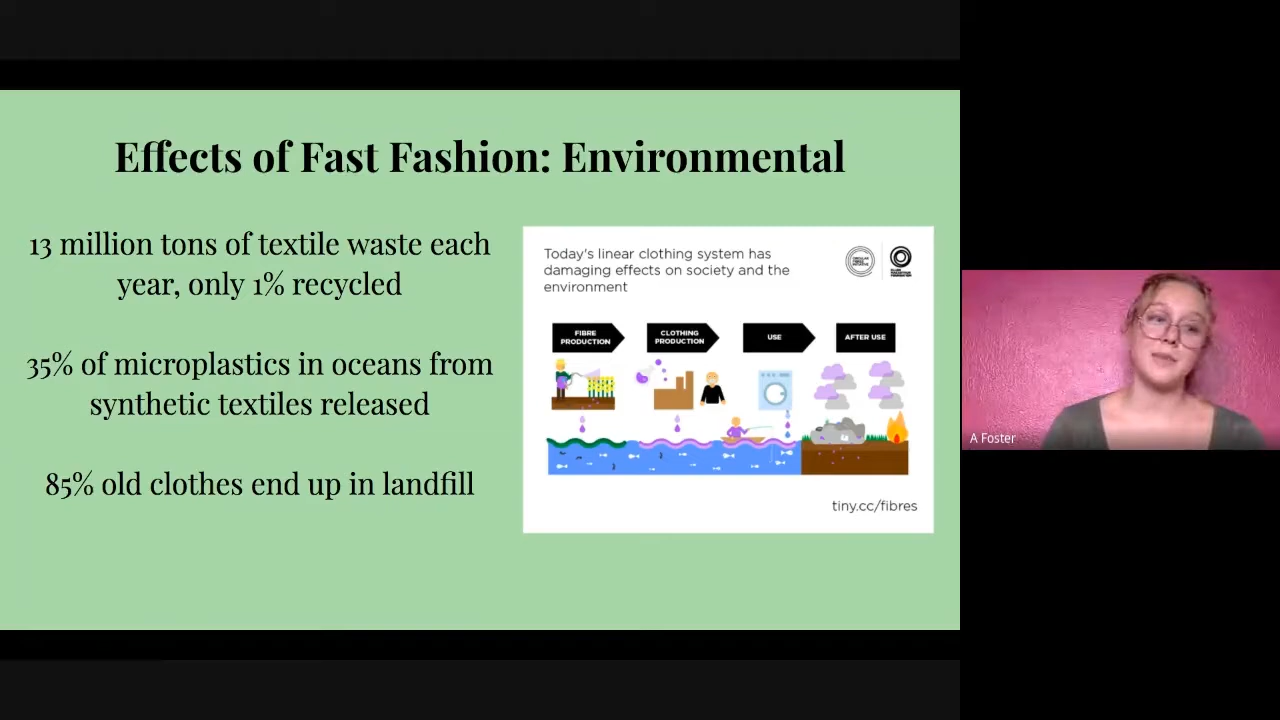 Effects of Fast Fashion: Environmental
13 million tons of textile waste each
year, only 1% recycled
35% of microplastics in oceans from
synthetic textiles released
85% old clothes end up in landfill
Today's linear clothing system has
damaging effects on society and the
environment
FIBRE
PRODUCTION
CLOTHING
PRODUCTION
USE
AFTER USE
tiny.cc/fibres
A Foster